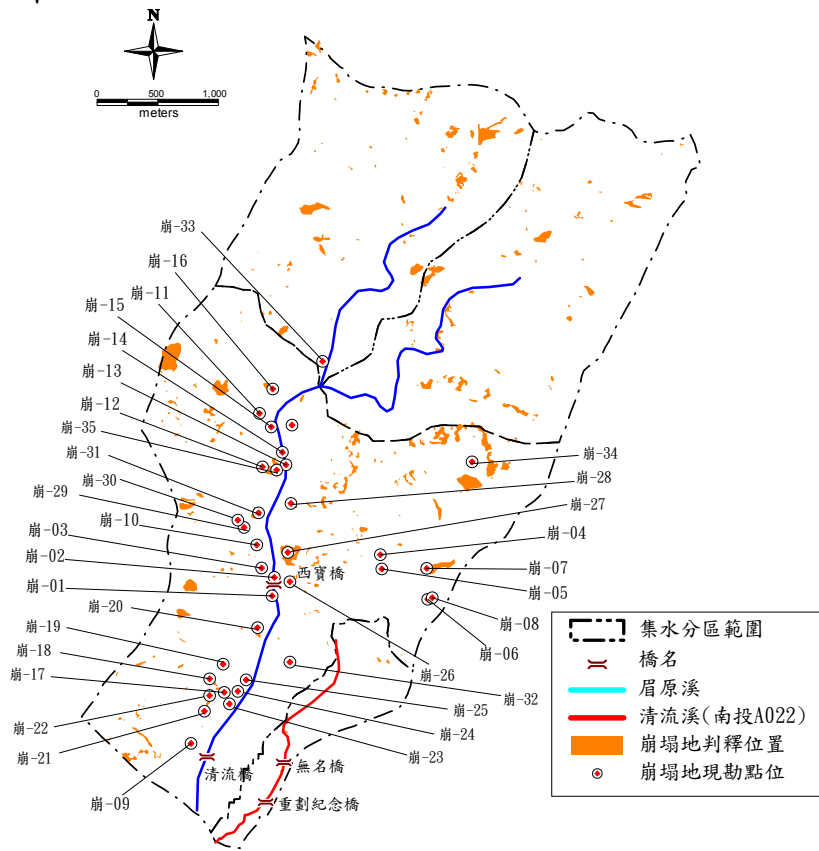 N
0 500 1,000
meters
崩-33
崩-16
崩-11
崩-15
崩-14
崩-13
崩-12
崩-35
崩-31
崩-30
崩-29
崩-10
崩-03
崩-02
崩-01
崩-20
崩-19
崩-18
崩-17
崩-22
崩-21
崩-09
崩-34
崩-28
崩-27
崩-04
崩-07
崩-05
崩-08
崩-06
崩-26
崩-32
崩-25
崩-24
崩-23
西寶橋
清流橋
無名橋
重劃紀念橋
集水分區範圍
橋名
眉原溪
清流溪(南投A022)
崩塌地判釋位置
崩塌地現勘點位